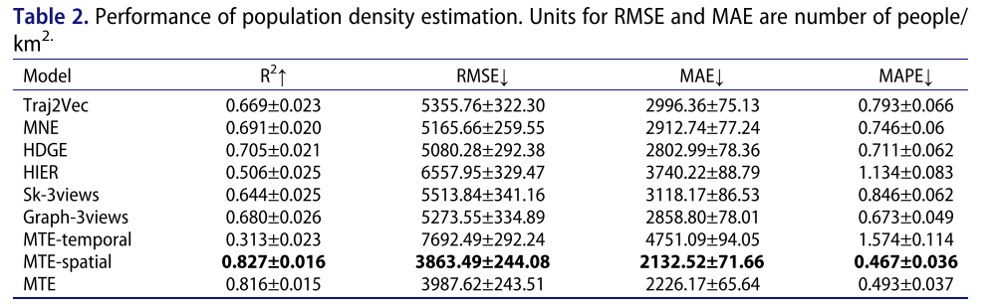 Table 2. Performance of population density estimation. Units for RMSE and MAE are number of people/
km2.
Model R2↑ RMSE↓ MAE↓ MAPE↓
Traj2Vec 0.669±0.023 5355.76±322.30 2996.36±75.13 0.793±0.066
MNE 0.691±0.020 5165.66±259.55 2912.74±77.24 0.746±0.06
HDGE 0.705±0.021 5080.28±292.38 2802.99±78.36 0.711±0.062
HIER 0.506±0.025 6557.95±329.47 3740.22±88.79 1.134±0.083
Sk-3views 0.644±0.025 5513.84±341.16 3118.17±86.53 0.846±0.062
Graph-3views 0.680±0.026 5273.55±334.89 2858.80±78.01 0.673±0.049
MTE-temporal 0.313±0.023 7692.49±292.24 4751.09±94.05 1.574±0.114
MTE-spatial 0.827±0.016 3863.49±244.08 2132.52±71.66 0.467±0.036
MTE 0.816±0.015 3987.62±243.51 2226.17±65.64 0.493±0.037